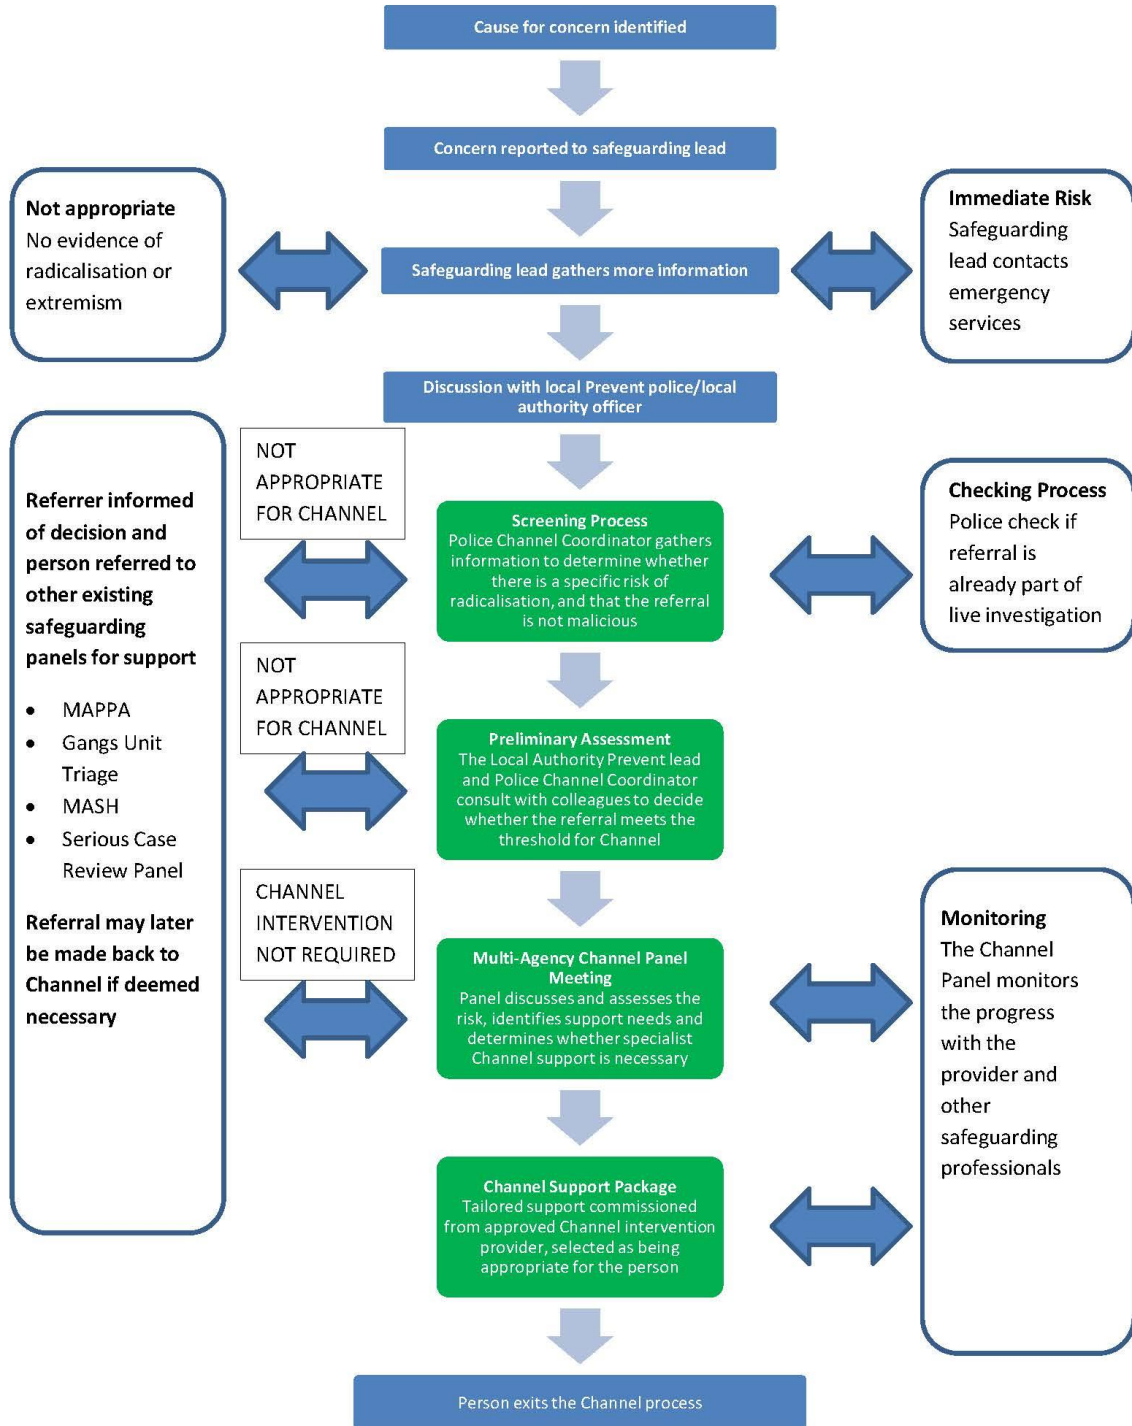 Cause for concern identified
Concern reported to safeguarding lead
Not appropriate
No evidence of
radicalisation or
extremism
Safeguarding lead gathers more information
Immediate Risk
Safeguarding
lead contacts
emergency
services
Discussion with local Prevent police/local
authority officer
Referrer informed
of decision and
person referred to
other existing
safeguarding
panels for support
• MAPPA
• Gangs Unit
Triage
• MASH
• Serious Case
Review Panel
Referral may later
be made back to
Channel if deemed
necessary
NOT
APPROPRIATE
FOR CHANNEL
Screening Process
Police Channel Coordinator gathers
information to determine whether
there is a specific risk of
radicalisation, and that the referral
is not malicious
Checking Process
Police check if
referral is
already part of
live investigation
NOT
APPROPRIATE
FOR CHANNEL
Preliminary Assessment
The Local Authority Prevent lead
and Police Channel Coordinator
consult with colleagues to decide
whether the referral meets the
threshold for Channel
CHANNEL
INTERVENTION
NOT REQUIRED
Multi-Agency Channel Panel
Meeting
Panel discusses and assesses the
risk, identifies support needs and
determines whether specialist
Channel support is necessary
Monitoring
The Channel
Panel monitors
the progress
with the
provider and
other
safeguarding
professionals
Channel Support Package
Tailored support commissioned
from approved Channel intervention
provider, selected as being
appropriate for the person
Person exits the Channel process